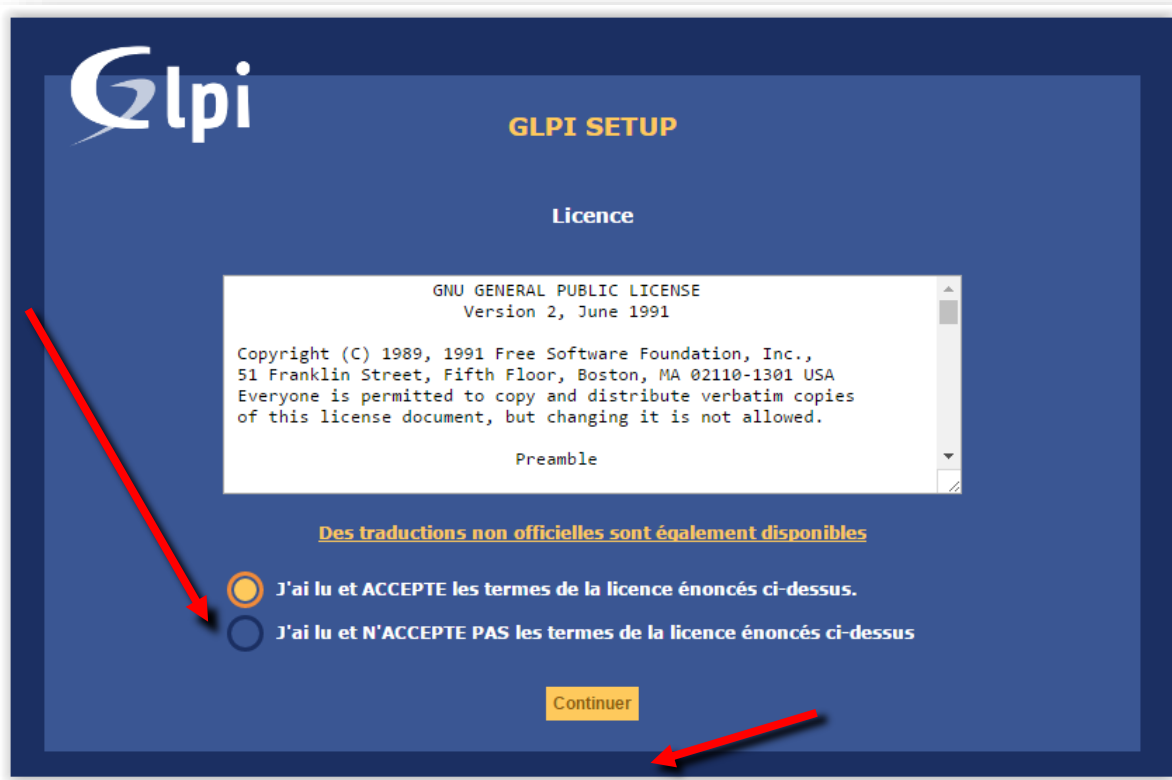 Glpi
GLPI SETUP
Licence
GNU GENERAL PUBLIC LICENSE
Version 2, June 1991
Copyright (C) 1989, 1991 Free Software Foundation, Inc.,
51 Franklin Street, Fifth Floor, Boston, MA 02110-1301 USA
Everyone is permitted to copy and distribute verbatim copies
of this license document, but changing it is not allowed.
Preamble
Des traductions non officielles sont également disponibles
J'ai lu et ACCEPTE les termes de la licence énoncés ci-dessus.
J'ai lu et N'ACCEPTE PAS les termes de la licence énoncés ci-dessus
Continuer